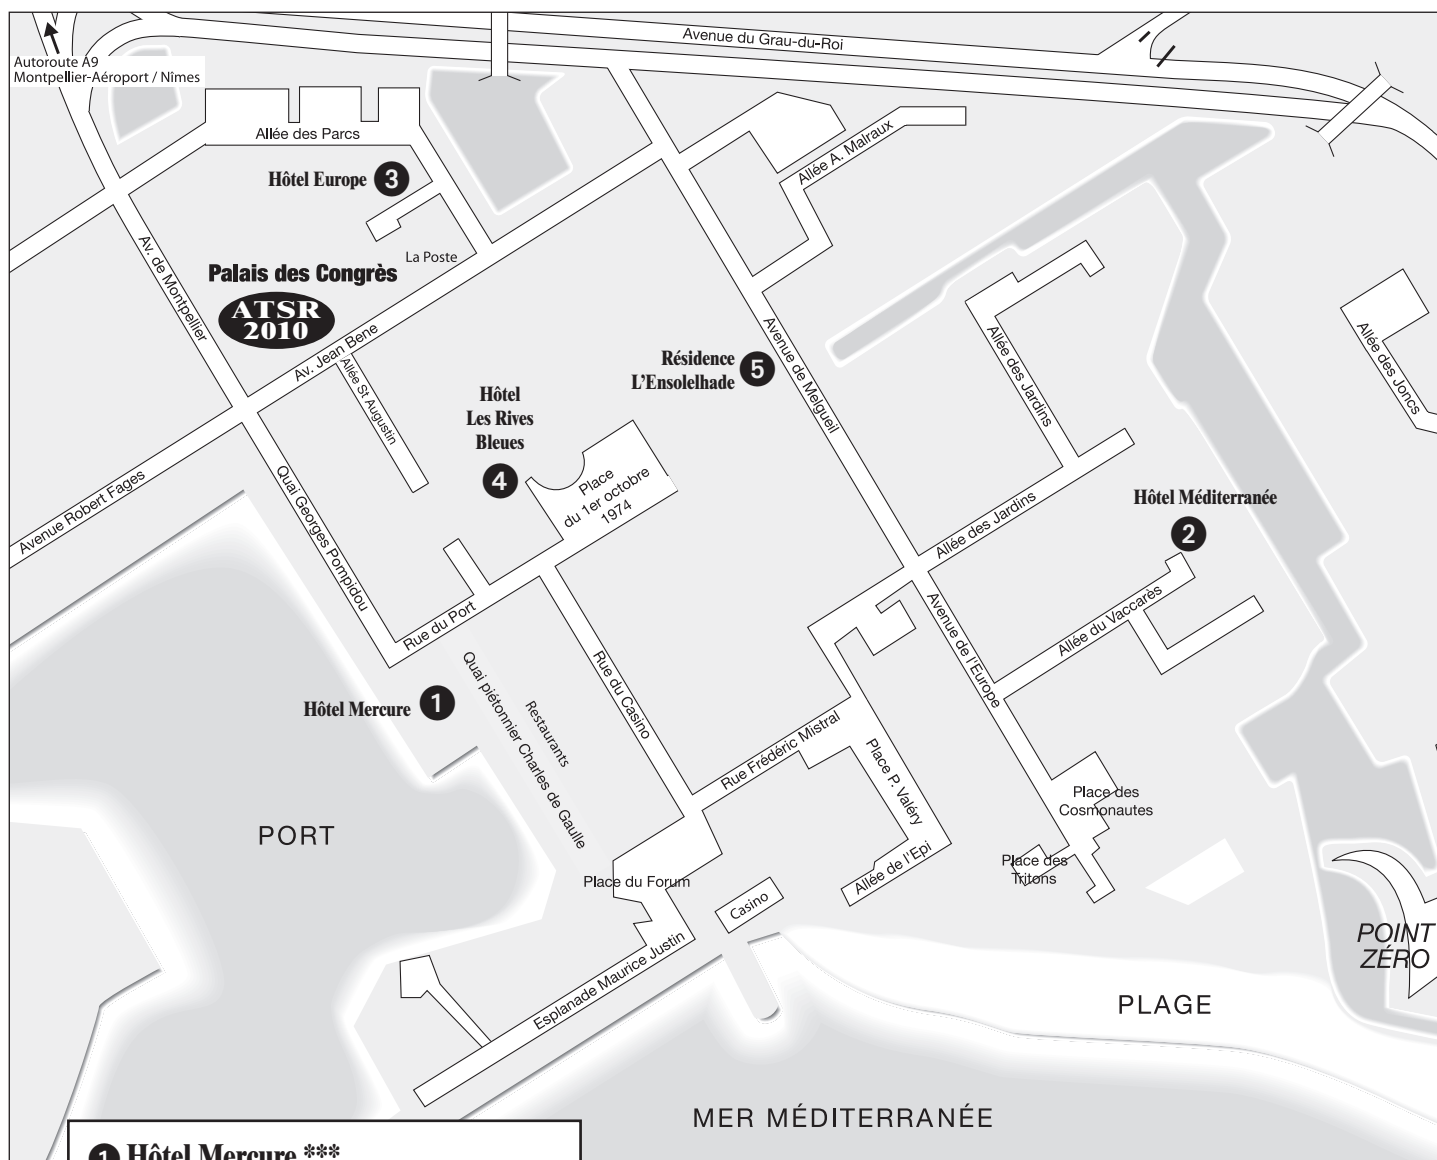 Autoroute A9
Montpellier-Aéroport / Nîmes
Avenue du Grau-du-Roi
Allée des Parcs
Allée A. Malraux
Hôtel Europe 3
La Poste
Av. de Montpellier
Palais des Congrès
ATSR
2010
Av. Jean Bene
Allée St Augustin
Avenue de Melgueil
Résidence
L'Ensolelhade
5
Allée des Jardins
Allée des Joncs
Hôtel
Les Rives
Bleues
4
Place
du 1er octobre
1974
Avenue Robert Fages
Quai Georges Pompidou
Allée des Jardins
Hôtel Méditerranée
2
Rue du Port
Avenue de l'Europe
Allée du Vaccarès
Hôtel Mercure 1
Quai piétonnier Charles de Gaulle
Restaurants
Rue du Casino
Rue Frédéric Mistral
Place P. Valéry
Place des
Cosmonautes
PORT
Place du Forum
Allée de l'Epi
Place des
Tritons
Casino
POINT
ZÉRO
Esplanade Maurice Justin
PLAGE
MER MÉDITERRANÉE
1 Hôtel Mercure ***